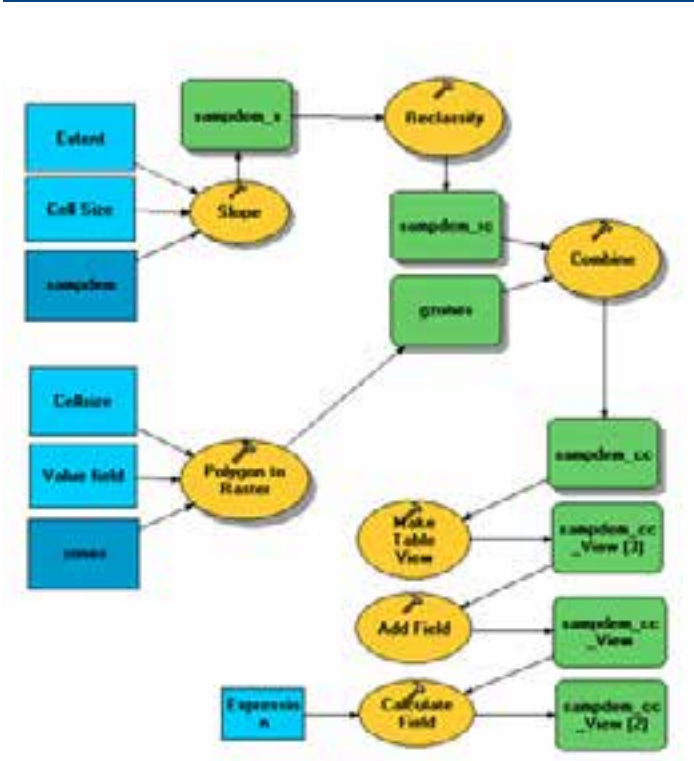 sampdem_s
Reclassify
Extent
Cell Size
Slope
sampdem
sampdem_rc
Combine
gzones
Cellsize
Value field
Polygon to
Raster
zones
sampdem_cc
Make
Table
View
sampdem_cc
_View (3)
Add Field
sampdem_cc
_View
Expressio
n
Calculate
Field
sampdem_cc
_View (2)